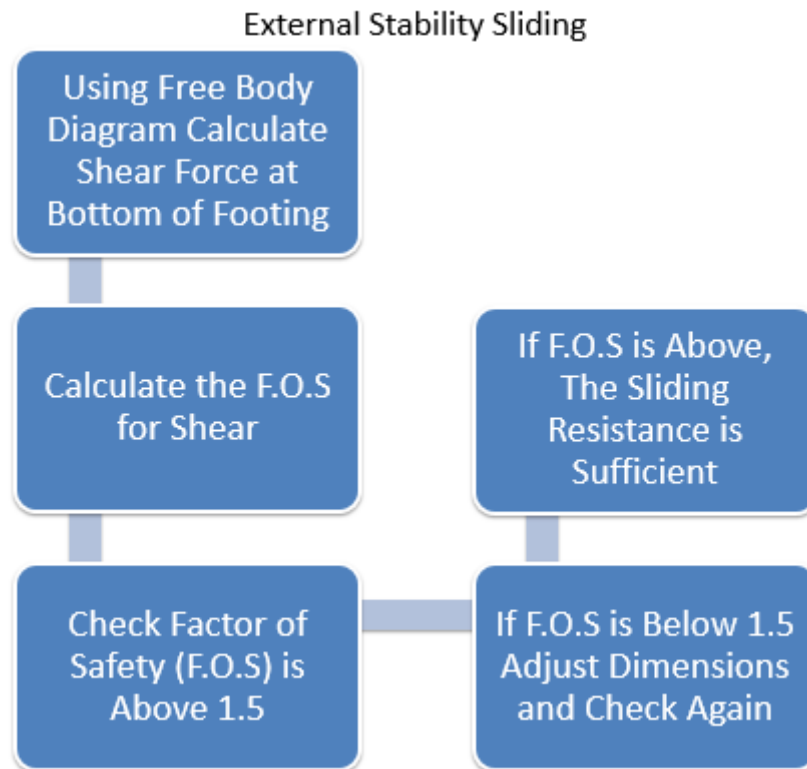 External Stability Sliding
Using Free Body
Diagram Calculate
Shear Force at
Bottom of Footing
Calculate the F.O.S
for Shear
Check Factor of
Safety (F.O.S) is
Above 1.5
If F.O.S is Below 1.5
Adjust Dimensions
and Check Again
If F.O.S is Above,
The Sliding
Resistance is
Sufficient